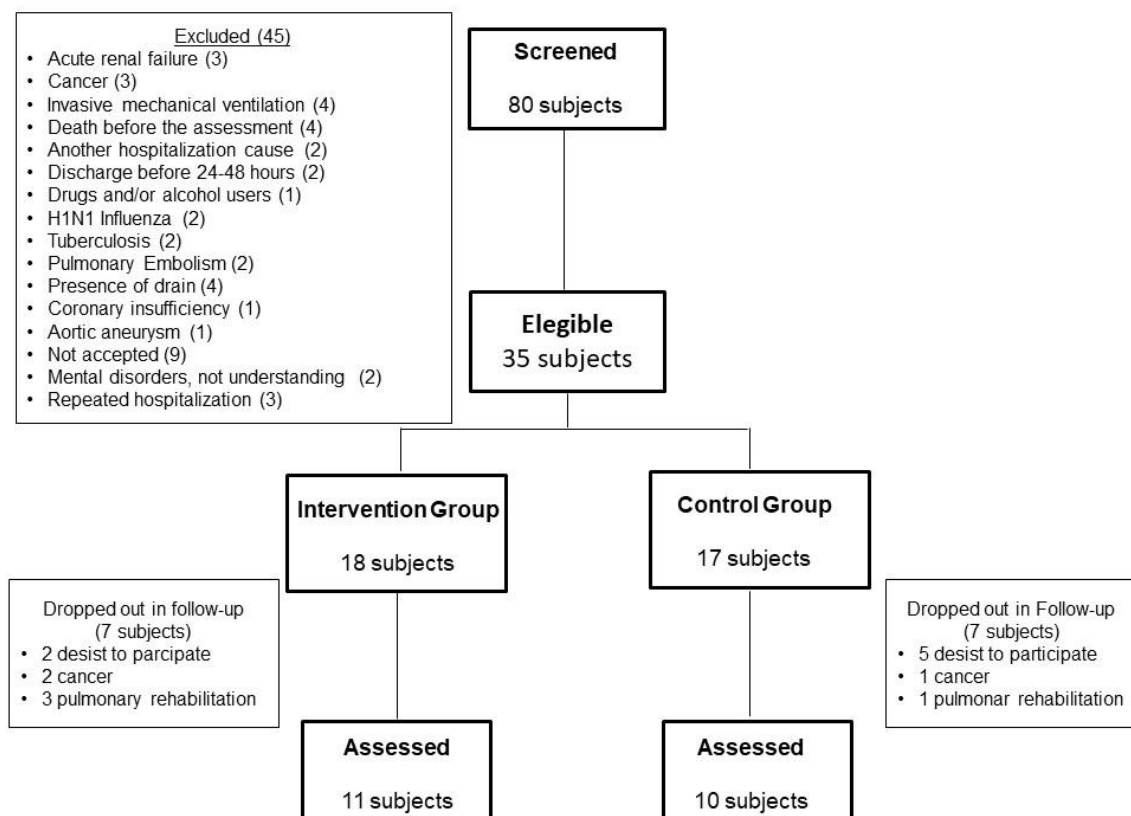 Excluded (45)
• Acute renal failure (3)
• Cancer (3)
• Invasive mechanical ventilation (4)
• Death before the assessment (4)
• Another hospitalization cause (2)
• Discharge before 24-48 hours (2)
• Drugs and/or alcohol users (1)
• H1N1 Influenza (2)
• Tuberculosis (2)
• Pulmonary Embolism (2)
• Presence of drain (4)
• Coronary insufficiency (1)
• Aortic aneurysm (1)
• Not accepted (9)
• Mental disorders, not understanding (2)
• Repeated hospitalization (3)
Screened
80 subjects
Elegible
35 subjects
Intervention Group
18 subjects
Control Group
17 subjects
Dropped out in follow-up
(7 subjects)
• 2 desist to parcipate
• 2 cancer
• 3 pulmonary rehabilitation
Dropped out in Follow-up
(7 subjects)
• 5 desist to participate
• 1 cancer
• 1 pulmonar rehabilitation
Assessed
11 subjects
Assessed
10 subjects